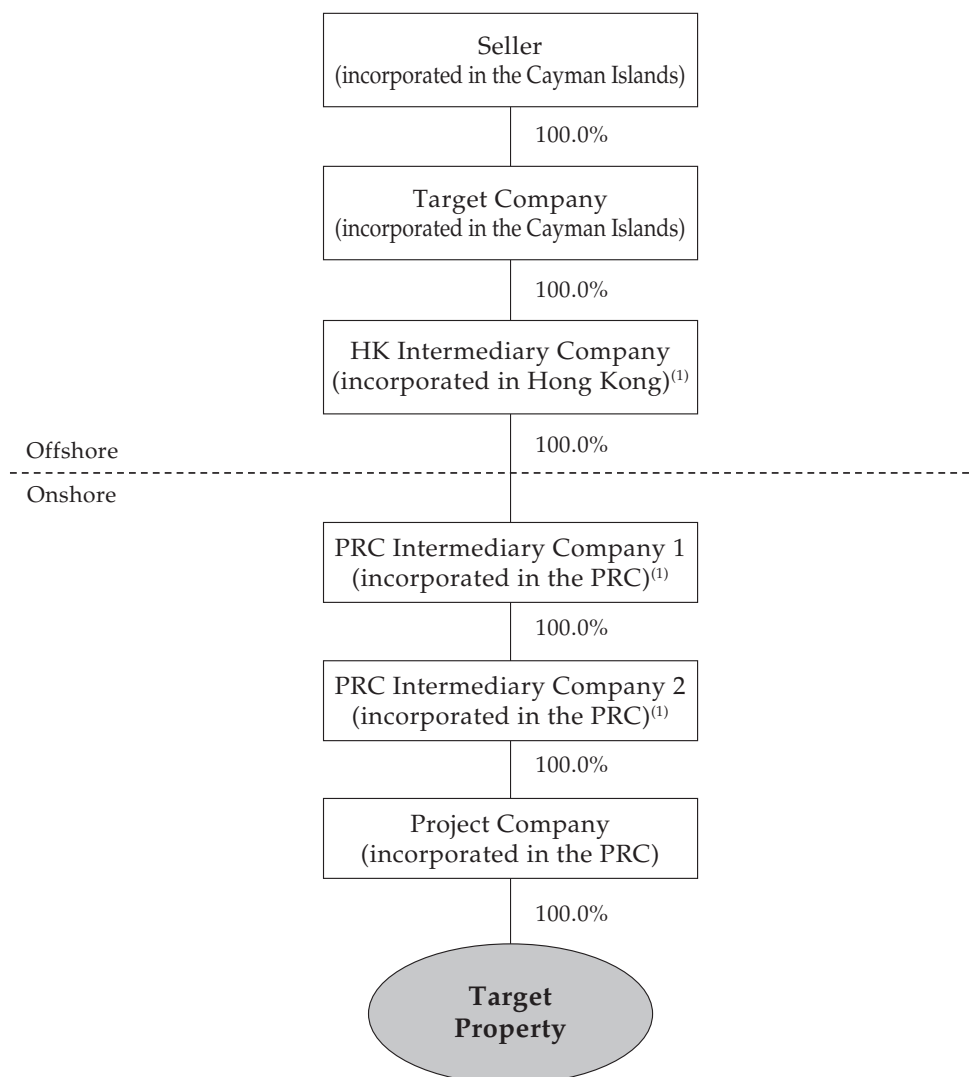 Seller
(incorporated in the Cayman Islands)
100.0%
Target Company
(incorporated in the Cayman Islands)
100.0%
HK Intermediary Company
(incorporated in Hong Kong)(1)
100.0%
Offshore
Onshore
PRC Intermediary Company 1
(incorporated in the PRC)(1)
100.0%
PRC Intermediary Company 2
(incorporated in the PRC)(1)
100.0%
Project Company
(incorporated in the PRC)
100.0%
Target
Property